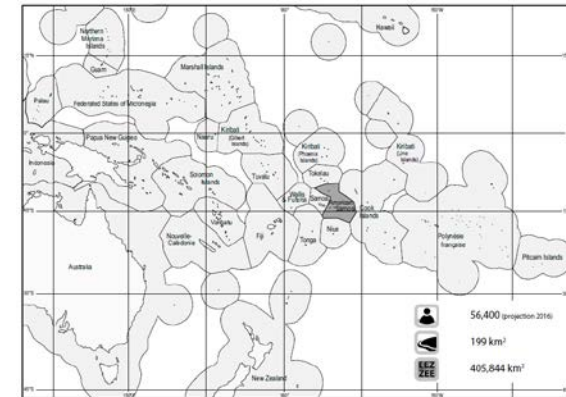 Hawaii
Northern
Mariana
Islands
Guam
Marshall Islands
Palau
Federated States of Micronesia
Papua New Guinea
Nauru
Kiribati
(Gilbert
Islands)
Kiribati
(Phoenix
Islands)
Kiribati
(Line
Islands)
Indonesia
Solomon
Islands
Tuvalu
Tokelau
Wallis
& Futuna
Samoa
American
Samoa
Cook
Islands
Vanuatu
Nouvelle-
Calédonie
Fiji
Tonga
Niue
Polynésie
française
Pitcairn Islands
Australia
New Zealand
56,400 (projection 2016)
199 km²
EEZ
ZEE
405,844 km²